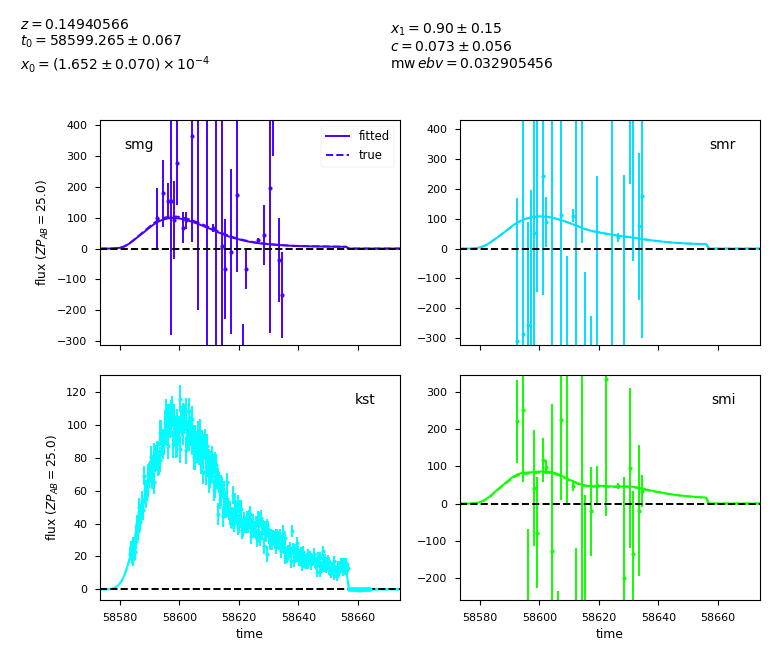 z = 0.14940566
t₀ = 58599.265 ± 0.067
x₀ = (1.652 ± 0.070) × 10⁻⁴
x₁ = 0.90 ± 0.15
c = 0.073 ± 0.056
mw ebv = 0.032905456
400
300
200
100
0
−100
−200
−300
flux (ZP_AB = 25.0)
smg
fitted
true
400
300
200
100
0
−100
−200
−300
smr
120
100
80
60
40
20
0
flux (ZP_AB = 25.0)
kst
58580 58600 58620 58640 58660
time
300
200
100
0
−100
−200
smi
58580 58600 58620 58640 58660
time